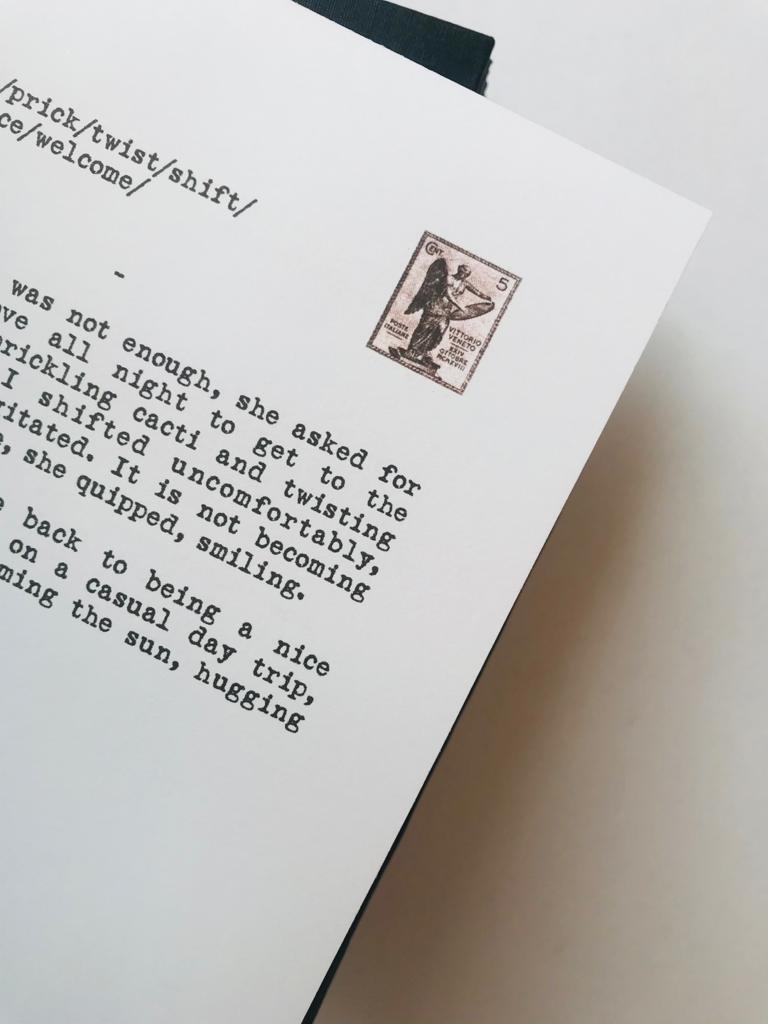 /prick/twist/shift/
ce/welcome/
-
was not enough, she asked for
ve all night to get to the
rickling cacti and twisting
I shifted uncomfortably,
ritated. It is not becoming
, she quipped, smiling.
e back to being a nice
on a casual day trip,
ming the sun, hugging
CENT. 5
POSTE
ITALIANE
VITTORIO
VENETO
XXIV
OTTOBRE
MCMXVIII